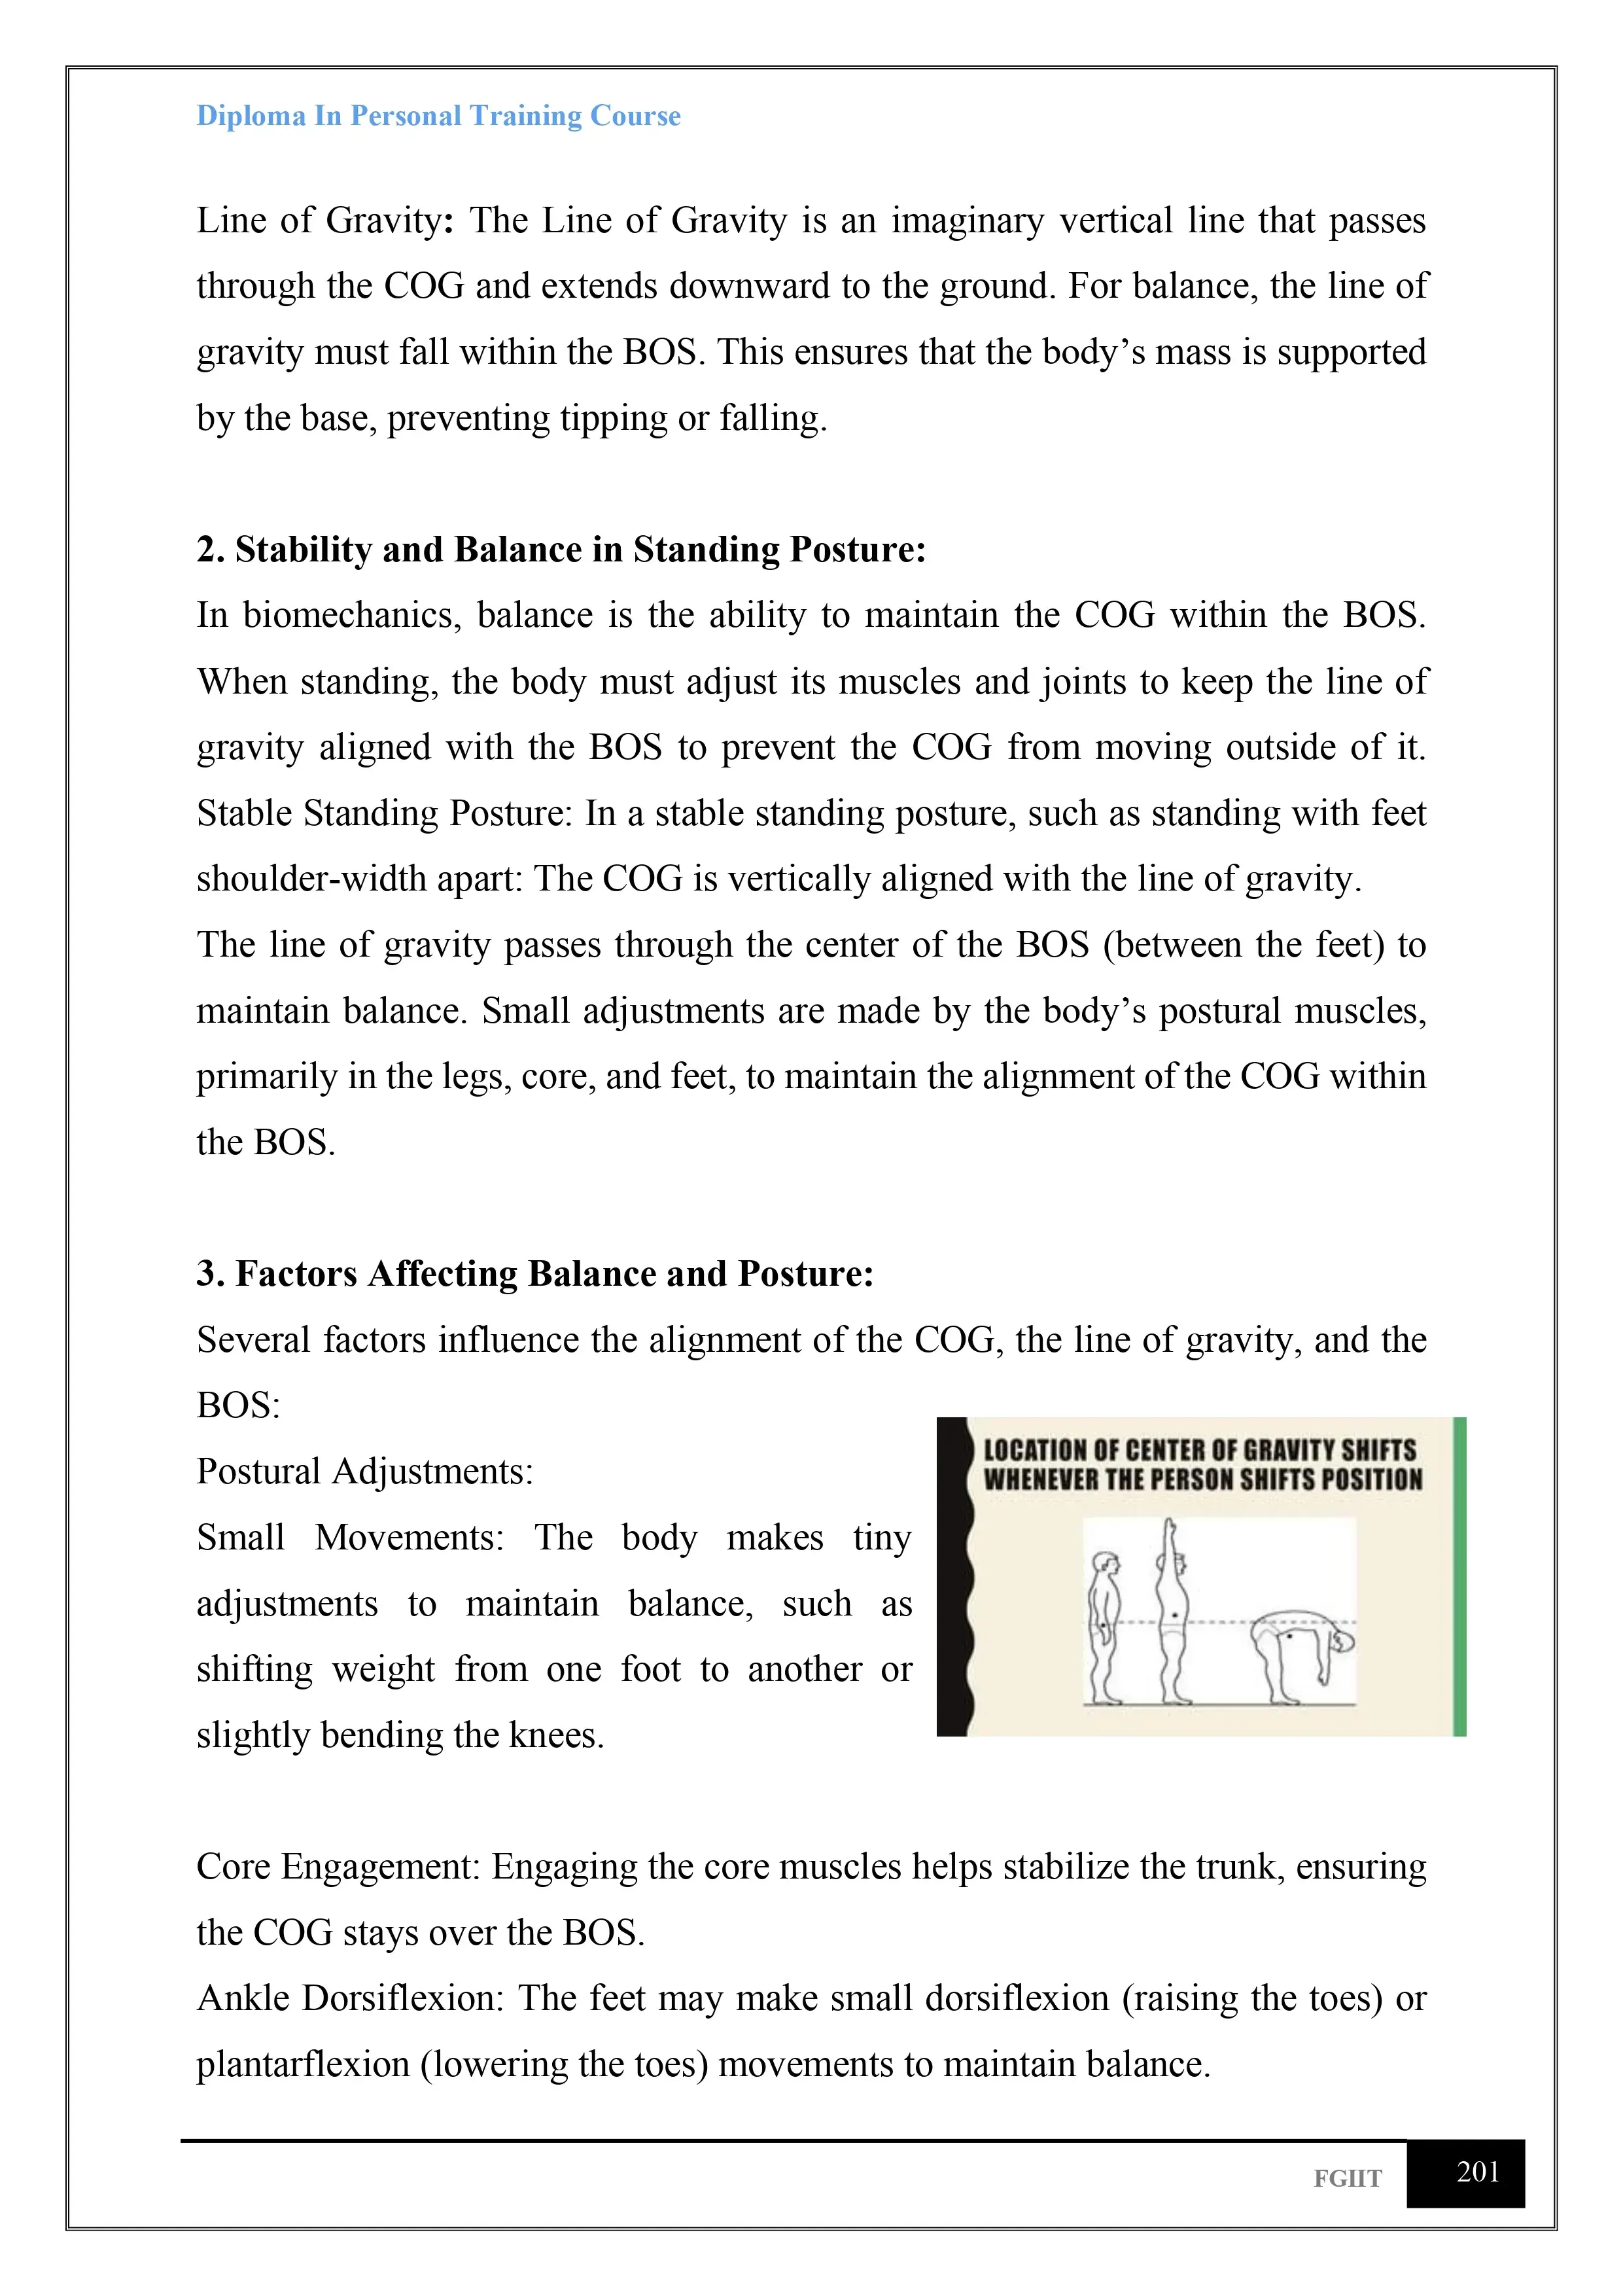 Diploma In Personal Training Course
Line of Gravity: The Line of Gravity is an imaginary vertical line that passes
through the COG and extends downward to the ground. For balance, the line of
gravity must fall within the BOS. This ensures that the body’s mass is supported
by the base, preventing tipping or falling.
2. Stability and Balance in Standing Posture:
In biomechanics, balance is the ability to maintain the COG within the BOS.
When standing, the body must adjust its muscles and joints to keep the line of
gravity aligned with the BOS to prevent the COG from moving outside of it.
Stable Standing Posture: In a stable standing posture, such as standing with feet
shoulder-width apart: The COG is vertically aligned with the line of gravity.
The line of gravity passes through the center of the BOS (between the feet) to
maintain balance. Small adjustments are made by the body’s postural muscles,
primarily in the legs, core, and feet, to maintain the alignment of the COG within
the BOS.
3. Factors Affecting Balance and Posture:
Several factors influence the alignment of the COG, the line of gravity, and the
BOS:
Postural Adjustments:
Small Movements: The body makes tiny
adjustments to maintain balance, such as
shifting weight from one foot to another or
slightly bending the knees.
LOCATION OF CENTER OF GRAVITY SHIFTS
WHENEVER THE PERSON SHIFTS POSITION
Core Engagement: Engaging the core muscles helps stabilize the trunk, ensuring
the COG stays over the BOS.
Ankle Dorsiflexion: The feet may make small dorsiflexion (raising the toes) or
plantarflexion (lowering the toes) movements to maintain balance.
FGIIT
201